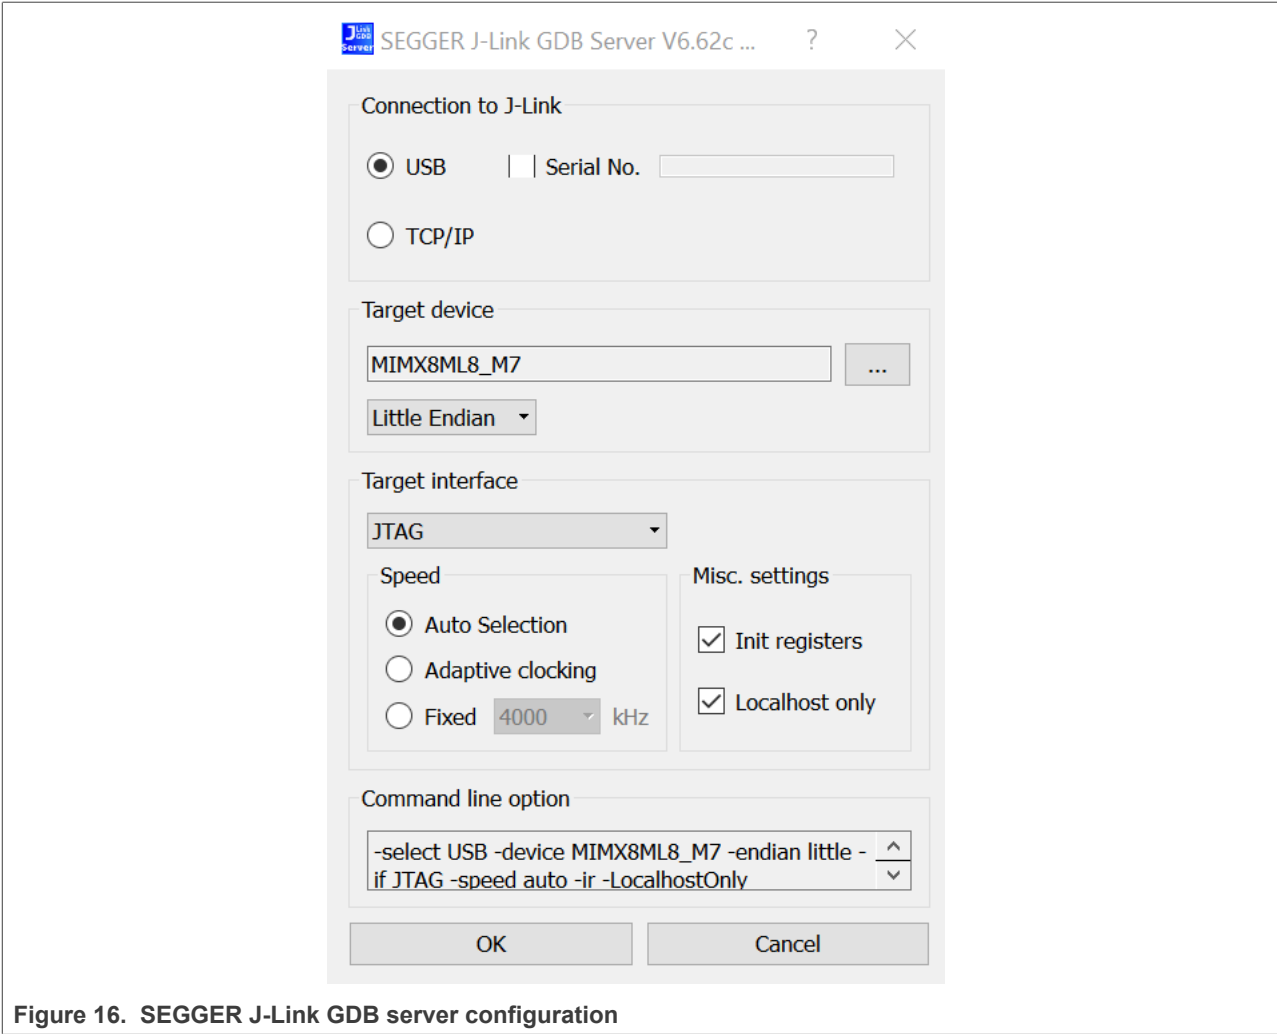 J-Link GDB Server
SEGGER J-Link GDB Server V6.62c ... ?
Connection to J-Link
USB Serial No.
TCP/IP
Target device
MIMX8ML8_M7 ...
Little Endian
Target interface
JTAG
Speed Misc. settings
Auto Selection
Init registers
Adaptive clocking
Localhost only
Fixed 4000 kHz
Command line option
-select USB -device MIMX8ML8_M7 -endian little -
if JTAG -speed auto -ir -LocalhostOnly
OK Cancel
Figure 16. SEGGER J-Link GDB server configuration